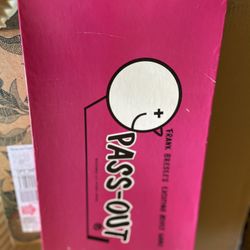 FRANK BRESEE'S EXCITING ADULT GAME
PASS-OUT